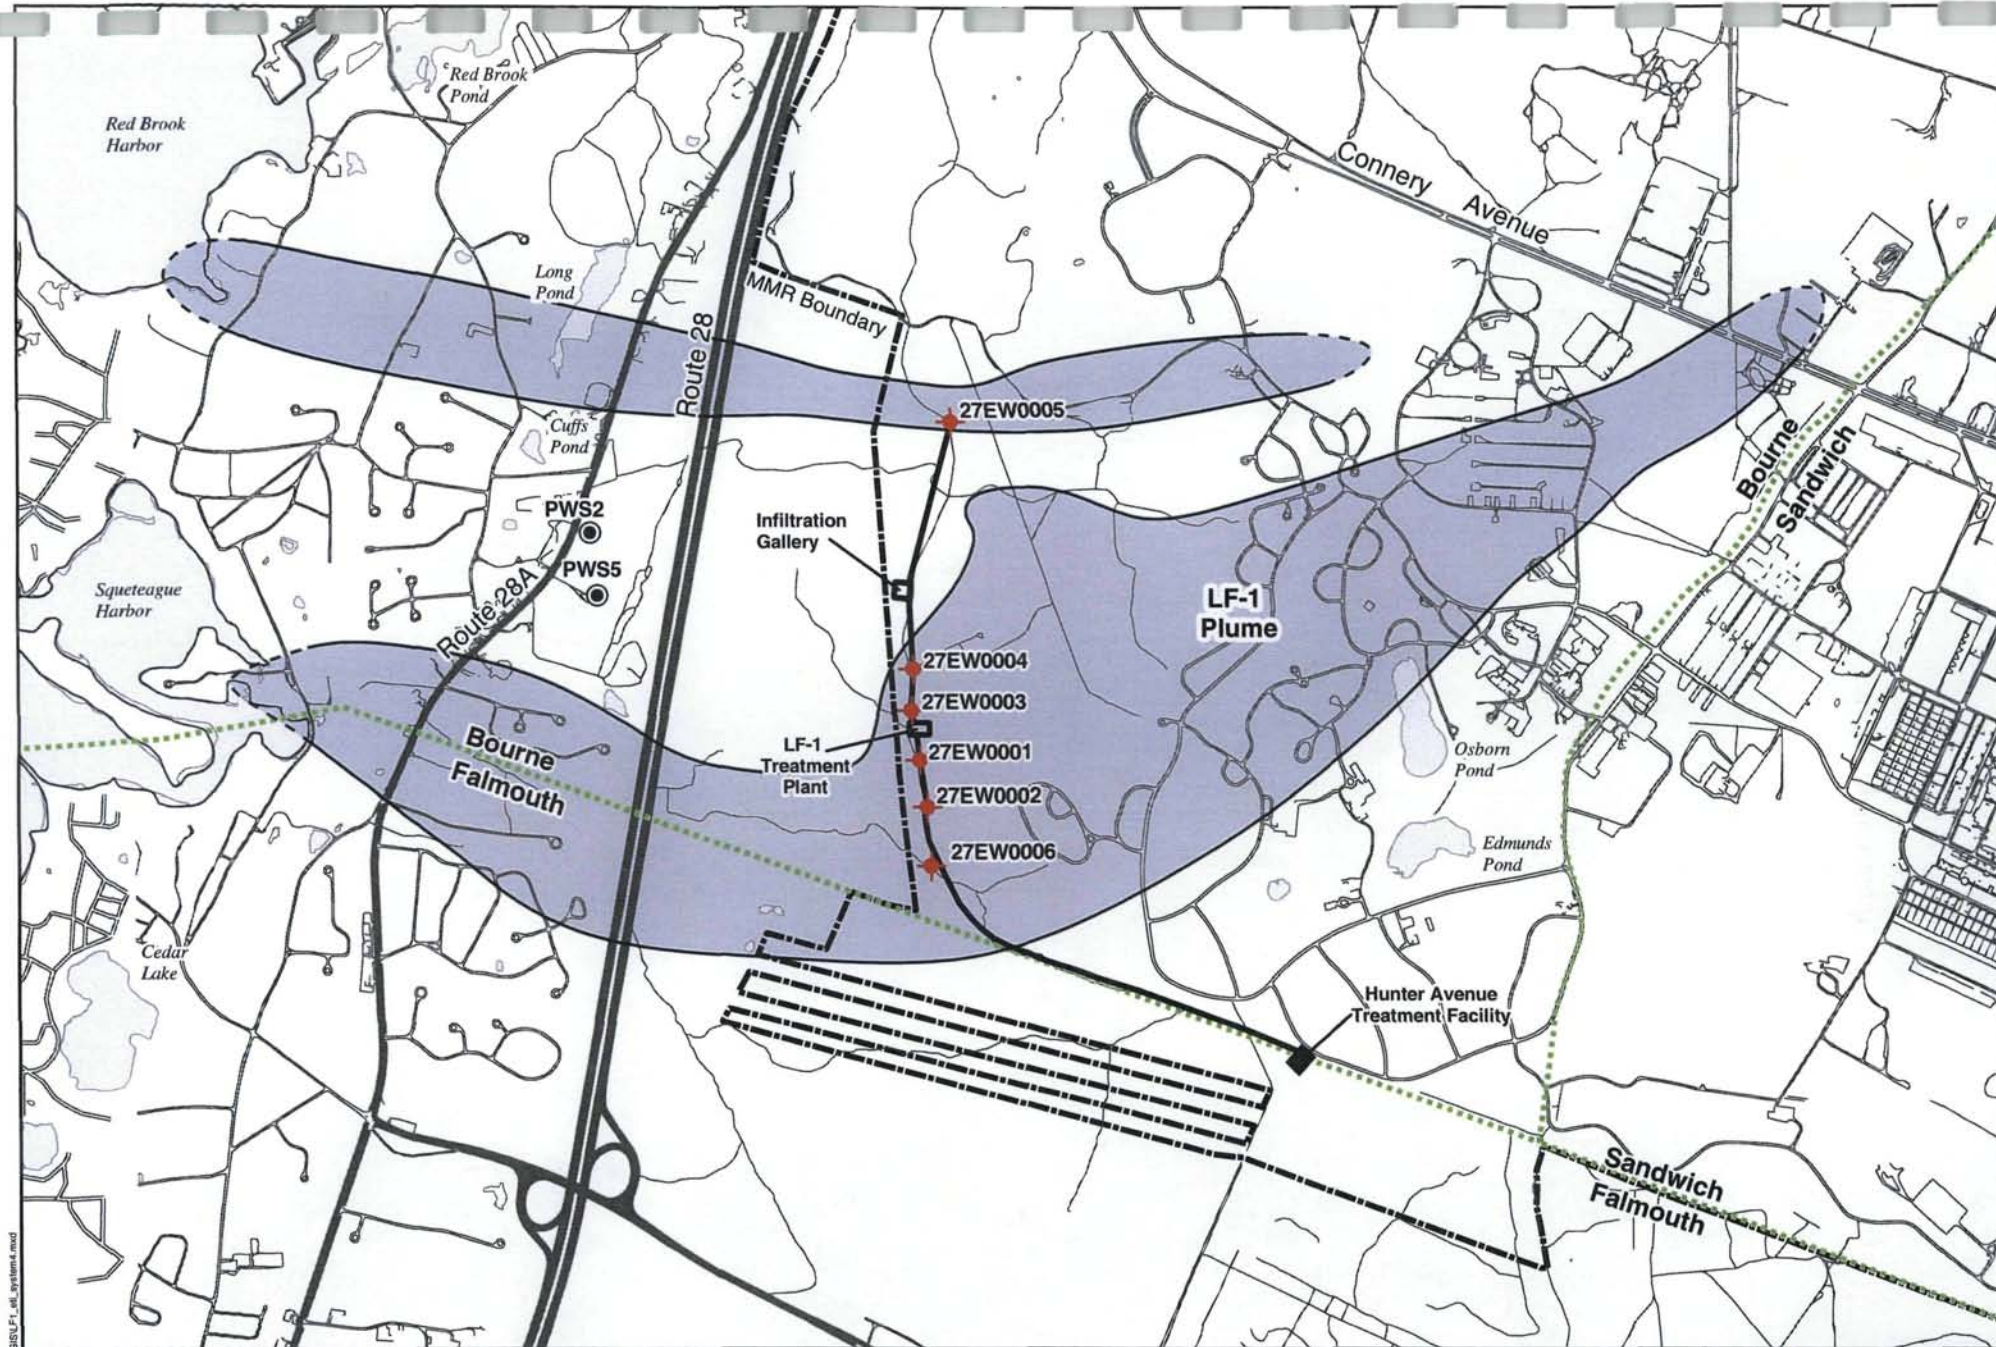 Red Brook
Pond
Red Brook
Harbor
Connery Avenue
Long
Pond
MMR Boundary
Route 28
27EW0005
Cuffs
Pond
Bourne
Sandwich
PWS2
Infiltration
Gallery
PWS5
Squeteague
Harbor
Route 28A
LF-1
Plume
27EW0004
27EW0003
Bourne
Falmouth
LF-1
Treatment
Plant
27EW0001
Osborn
Pond
27EW0002
27EW0006
Edmunds
Pond
Cedar
Lake
Hunter Avenue
Treatment Facility
Sandwich
Falmouth